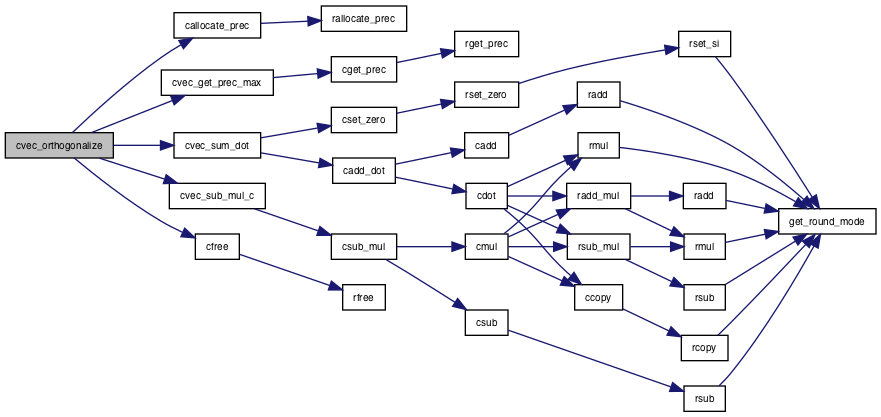 callocate_prec
rallocate_prec
rget_prec
rset_si
cvec_get_prec_max
cget_prec
rset_zero
radd
cset_zero
cvec_orthogonalize
cvec_sum_dot
cadd
rmul
cadd_dot
cvec_sub_mul_c
cdot
radd_mul
radd
get_round_mode
cfree
csub_mul
cmul
rsub_mul
rmul
rfree
ccopy
rsub
csub
rcopy
rsub